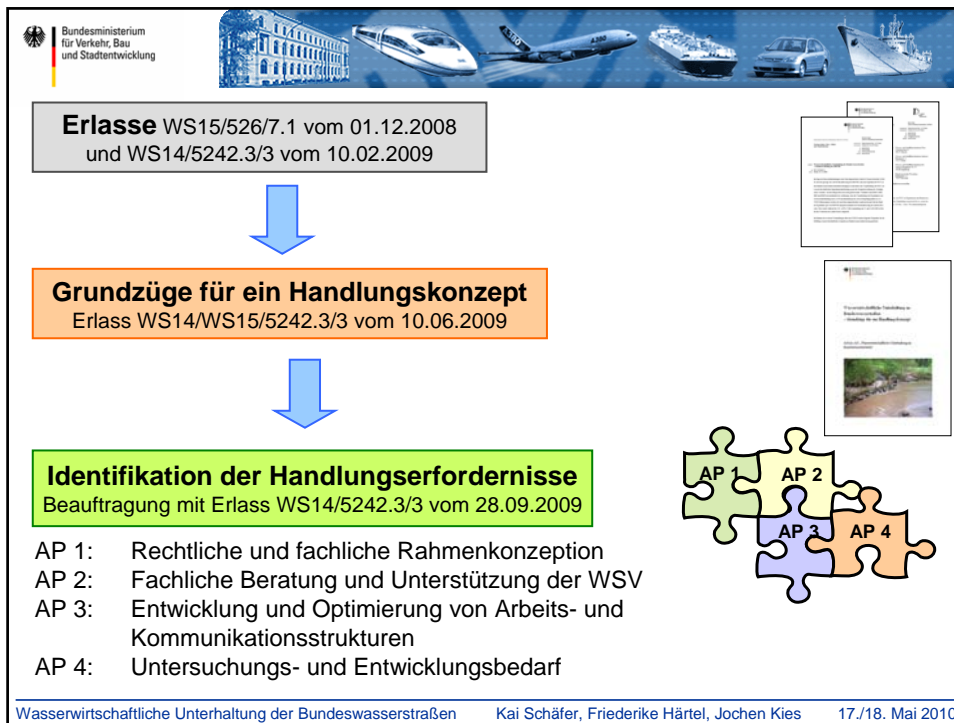 Bundesministerium
für Verkehr, Bau
und Stadtentwicklung
Erlasse WS15/526/7.1 vom 01.12.2008
und WS14/5242.3/3 vom 10.02.2009
Grundzüge für ein Handlungskonzept
Erlass WS14/WS15/5242.3/3 vom 10.06.2009
Identifikation der Handlungserfordernisse
Beauftragung mit Erlass WS14/5242.3/3 vom 28.09.2009
AP 1
AP 2
AP 3
AP 4
AP 1: Rechtliche und fachliche Rahmenkonzeption
AP 2: Fachliche Beratung und Unterstützung der WSV
AP 3: Entwicklung und Optimierung von Arbeits- und
Kommunikationsstrukturen
AP 4: Untersuchungs- und Entwicklungsbedarf
Wasserwirtschaftliche Unterhaltung der Bundeswasserstraßen Kai Schäfer, Friederike Härtel, Jochen Kies 17./18. Mai 2010